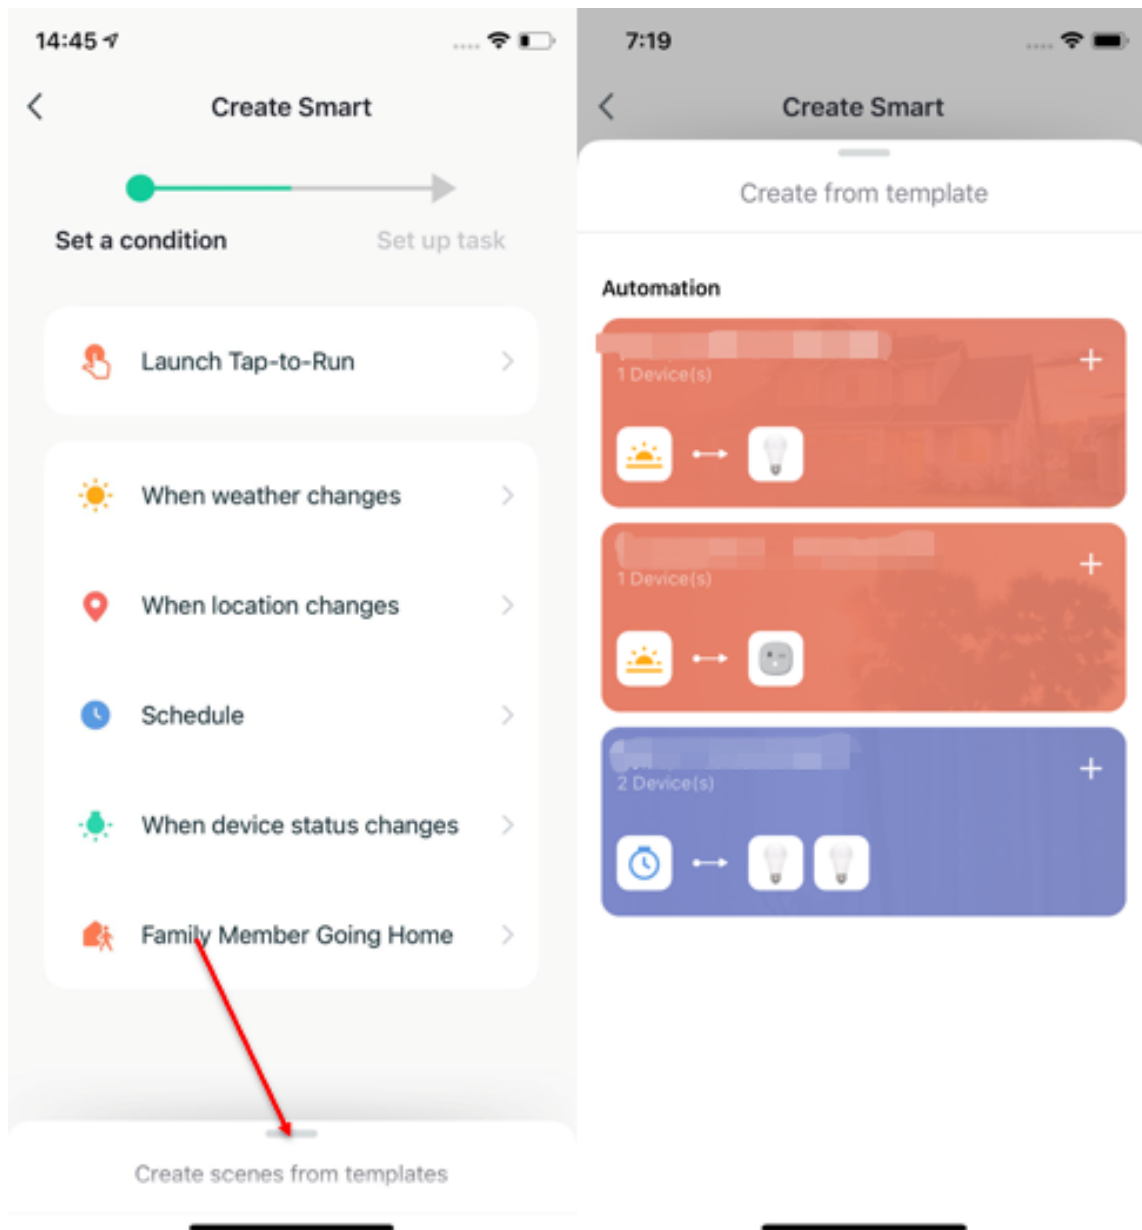 14:45
Create Smart
Set a condition
Set up task
Launch Tap-to-Run
When weather changes
When location changes
Schedule
When device status changes
Family Member Going Home
Create scenes from templates
7:19
Create Smart
Create from template
Automation
1 Device(s)
1 Device(s)
2 Device(s)